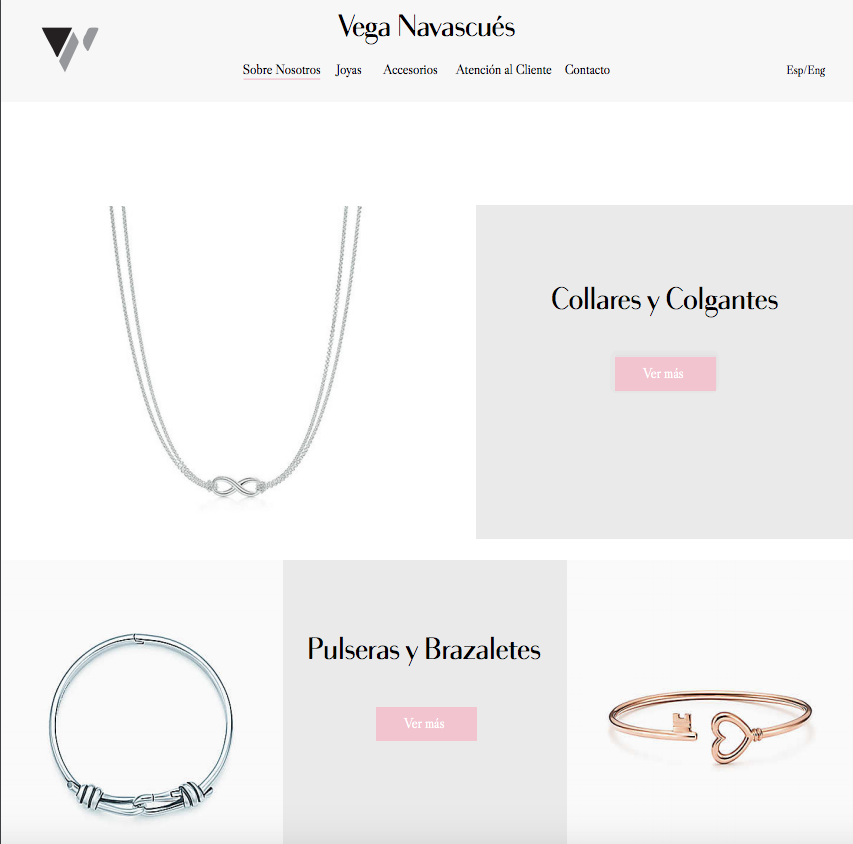 Vega Navascués
Sobre Nosotros Joyas Accesorios Atención al Cliente Contacto Esp/Eng
Collares y Colgantes
Ver más
Pulseras y Brazaletes
Ver más